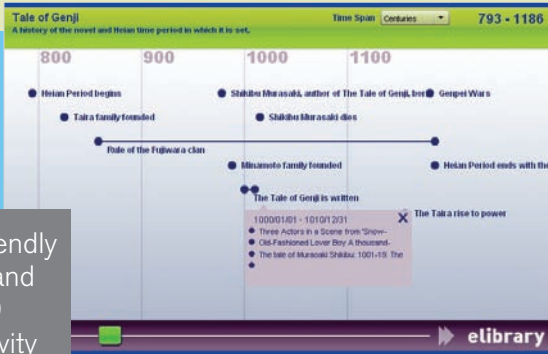 Tale of Genji
A history of the novel and Heian time period in which it is set.
Time Span Centuries
793 - 1186
800 900 1000 1100
Heian Period begins
Shikibu Murasaki, author of The Tale of Genji, bor
Genpei Wars
Taira family founded
Shikibu Murasaki dies
Rule of the Fujiwara clan
Minamoto family founded
Heian Period ends with the
The Tale of Genji is written
1000/01/01 - 1010/12/31 X
Three Actors in a Scene from 'Snow-
Old-Fashioned Lover Boy A thousand-
The tale of Murasaki Shikibu: 1001-19: The
The Taira rise to power
endly
and
vity
elibrary